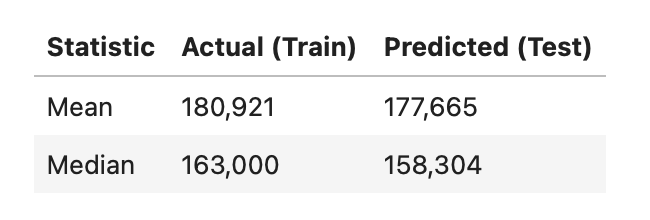 Statistic Actual (Train) Predicted (Test)
Mean 180,921 177,665
Median 163,000 158,304